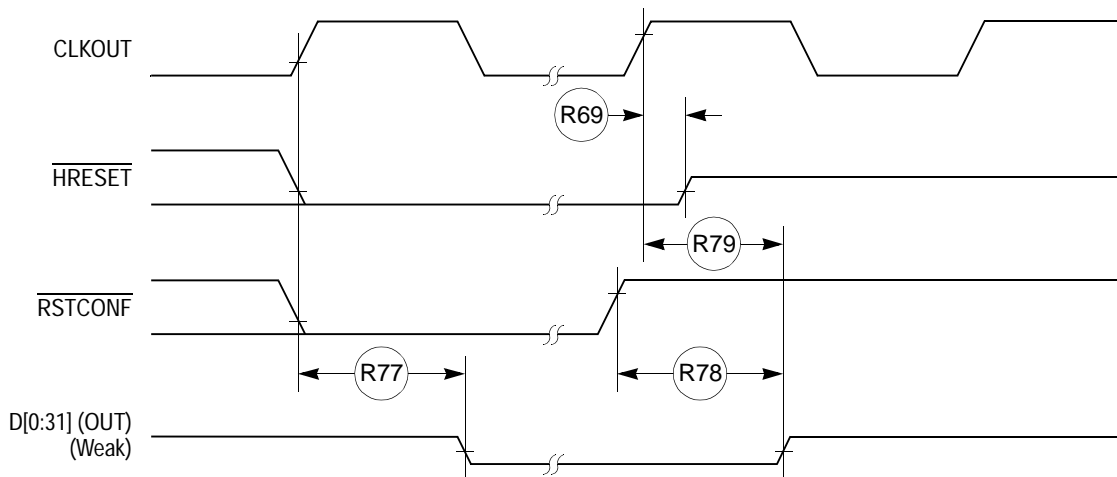 CLKOUT
R69
HRESET
R79
RSTCONF
R77
R78
D[0:31] (OUT)
(Weak)